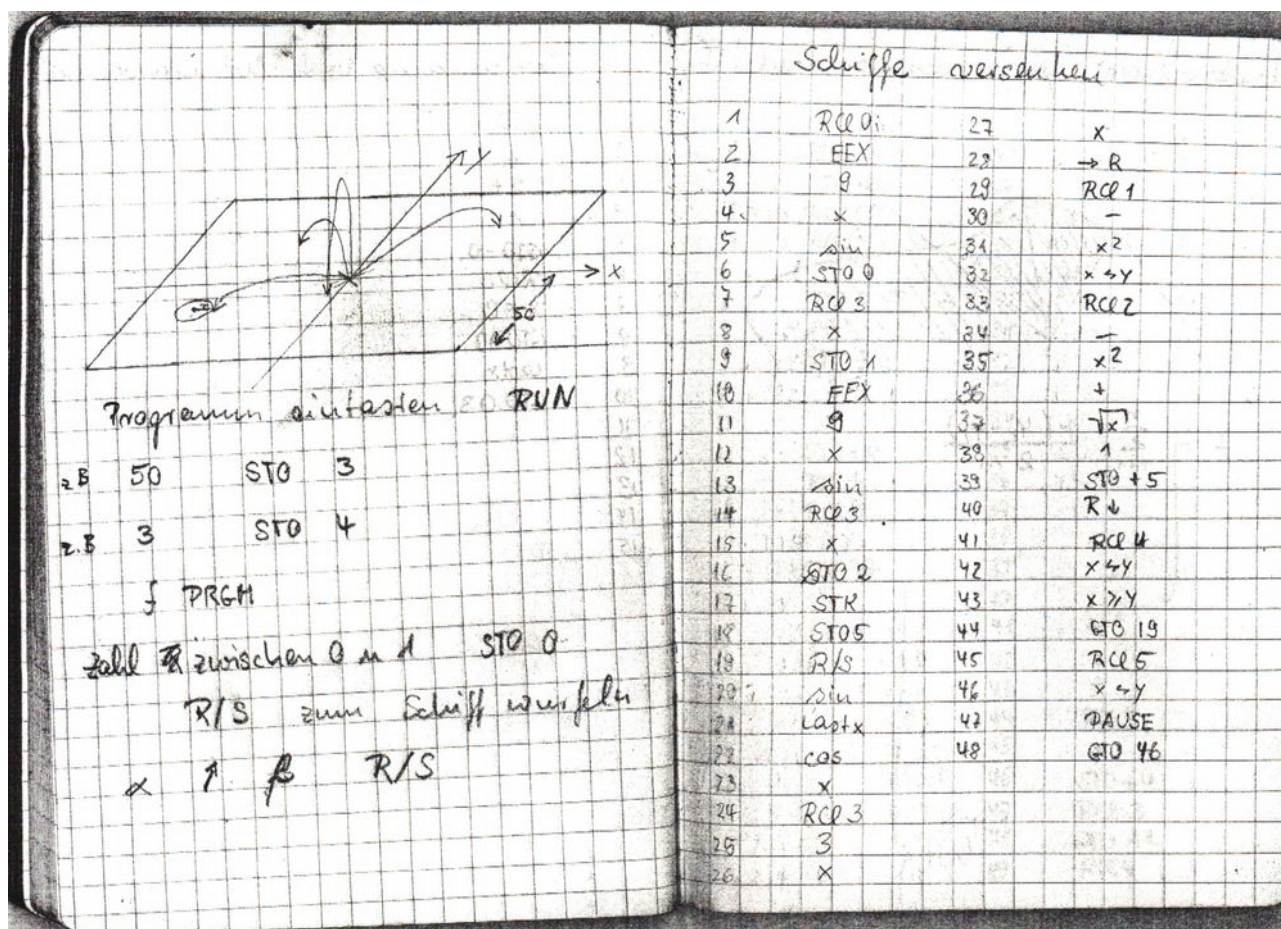 Y
X
50
Programm eintasten RUN
z.B 50 STO 3
z.B 3 STO 4
f PRGM
Zahl zwischen 0 u 1 STO 0
R/S zum Schiff würfeln
α ↑ β R/S
Schiffe versenken
1 RCL 0
2 EEX
3 9
4 x
5 sin
6 STO 0
7 RCL 3
8 x
9 STO 1
10 EEX
11 9
12 x
13 sin
14 RCL 3
15 x
16 STO 2
17 STK
18 STO 5
19 R/S
20 sin
21 Lastx
22 cos
23 x
24 RCL 3
25 3
26 x
27 x
28 → R
29 RCL 1
30 -
31 x²
32 x↔y
33 RCL 2
34 -
35 x²
36 +
37 √x
38 1
39 STO + 5
40 R↓
41 RCL 4
42 x↔y
43 x≥y
44 GTO 19
45 RCL 5
46 x↔y
47 PAUSE
48 GTO 46